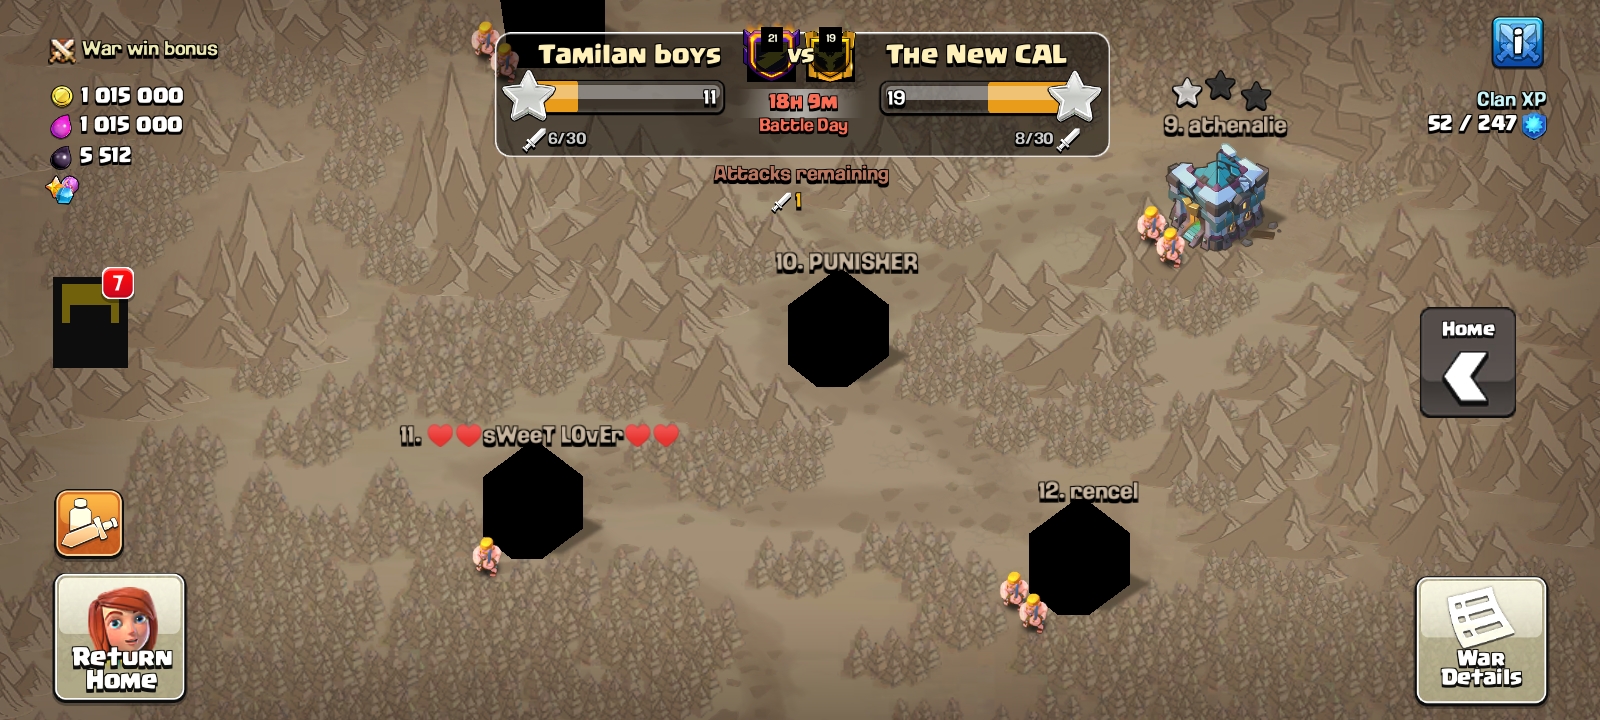 War win bonus
1 015 000
1 015 000
5 512
Tamilan boys
21
vs
19
The New CAL
11
19
18H 9M
Battle Day
6/30
8/30
Attacks remaining
1
Clan XP
52 / 247
9. athenalie
10. PUNISHER
7
Home
11. ❤️❤️sWeeT LOvEr❤️❤️
12. rencel
Return
Home
War
Details